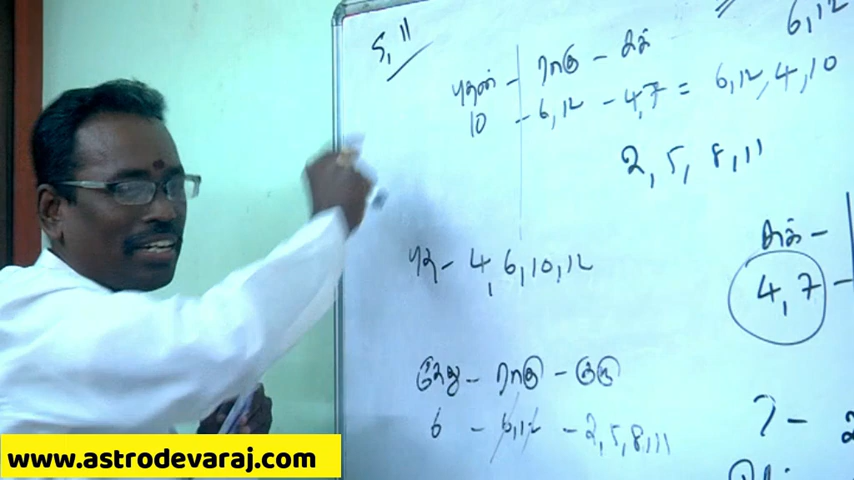 6,12
5, 11
புதன் - ராகு - சுக்
10 - 6,12 - 4,7 = 6,12,4,10
2, 5, 8, 11
சுக் -
புத - 4,6,10,12
4,7 -
கேது - ராகு - குரு
6 - 6,12 - 2,5,8,11
7 -
www.astrodevaraj.com